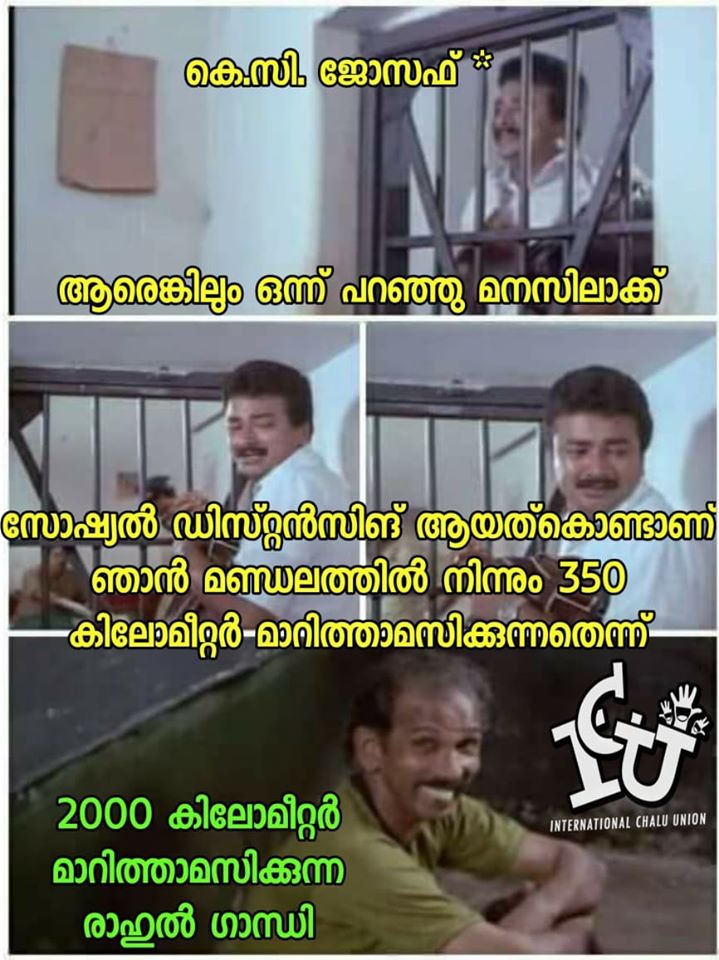 കെ.സി. ജോസഫ് *
ആരെങ്കിലും ഒന്ന് പറഞ്ഞു മനസിലാക്ക്
സോഷ്യൽ ഡിസ്റ്റൻസിങ് ആയത്കൊണ്ടാണ്
ഞാൻ മണ്ഡലത്തിൽ നിന്നും 350
കിലോമീറ്റർ മാറിത്താമസിക്കുന്നതെന്ന്
2000 കിലോമീറ്റർ
മാറിത്താമസിക്കുന്ന
രാഹുൽ ഗാന്ധി
ICU
INTERNATIONAL CHALU UNION